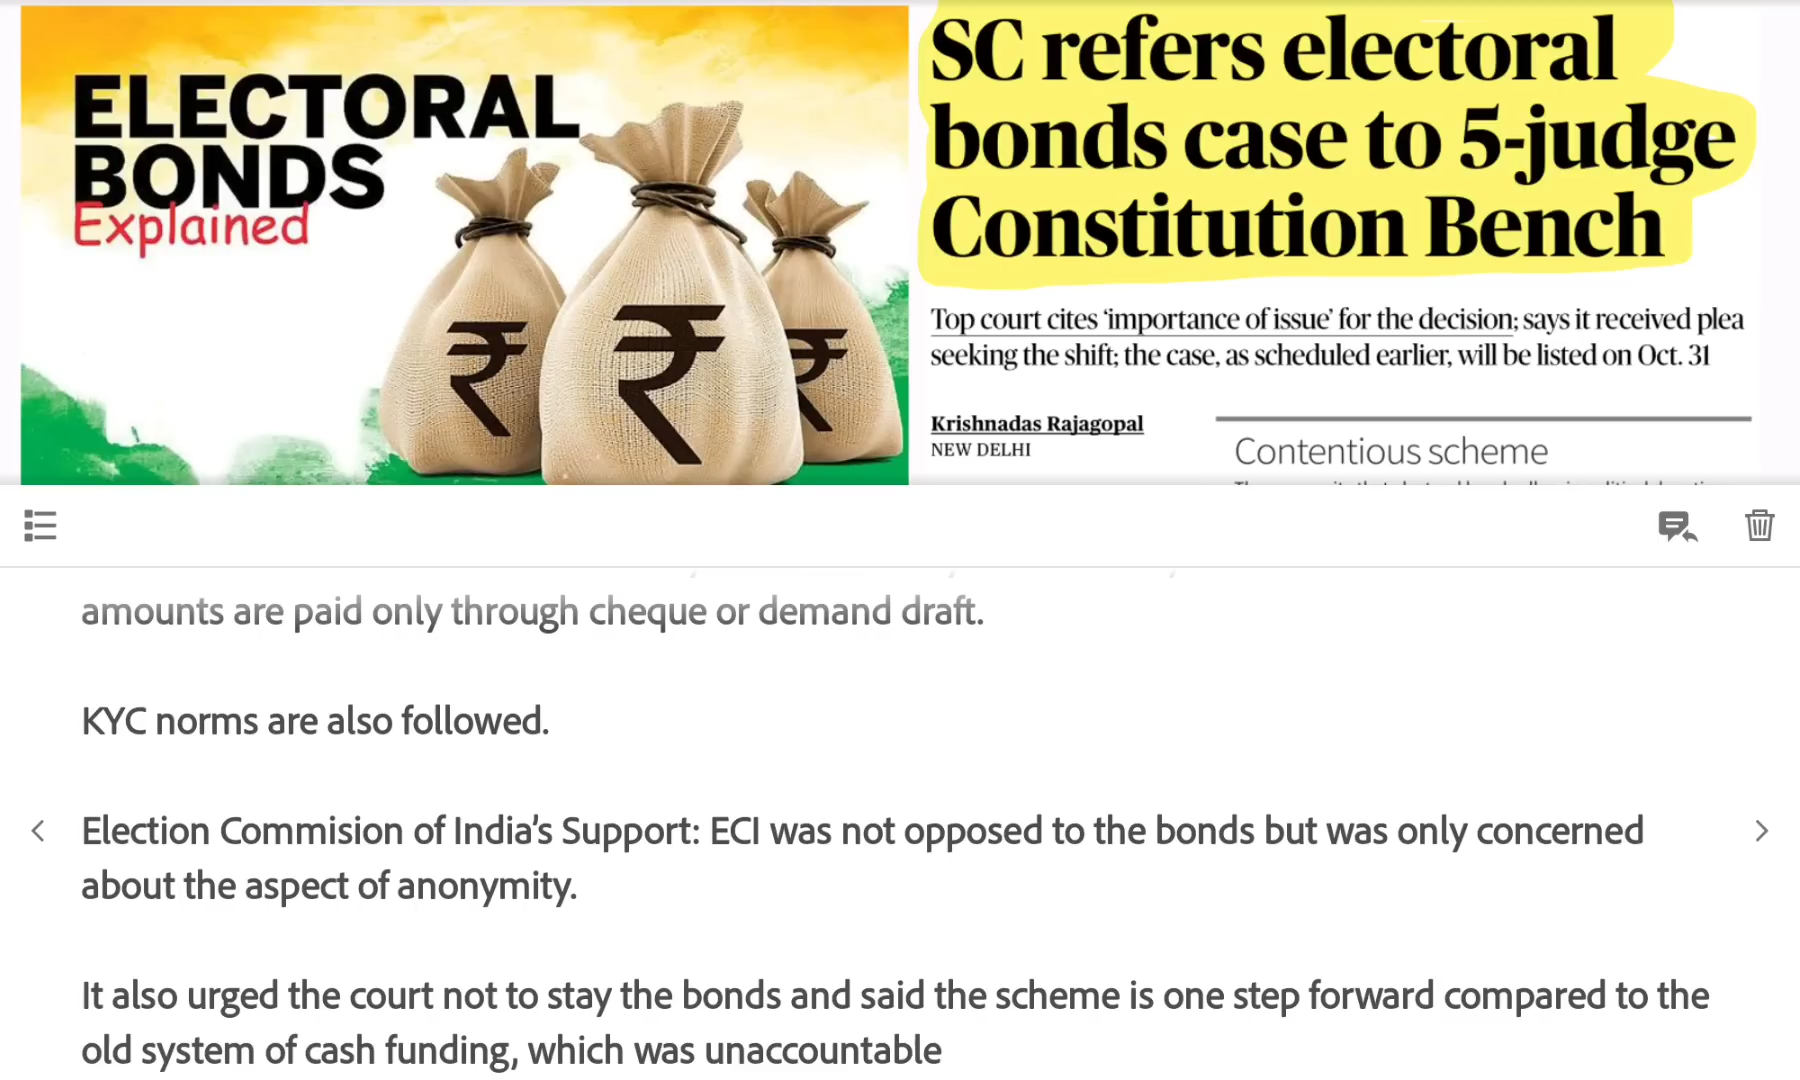 ELECTORAL
BONDS
Explained
SC refers electoral
bonds case to 5-judge
Constitution Bench
Top court cites ‘importance of issue’ for the decision; says it received plea
seeking the shift; the case, as scheduled earlier, will be listed on Oct. 31
Krishnadas Rajagopal
NEW DELHI
Contentious scheme
amounts are paid only through cheque or demand draft.
KYC norms are also followed.
Election Commision of India’s Support: ECI was not opposed to the bonds but was only concerned
about the aspect of anonymity.
It also urged the court not to stay the bonds and said the scheme is one step forward compared to the
old system of cash funding, which was unaccountable